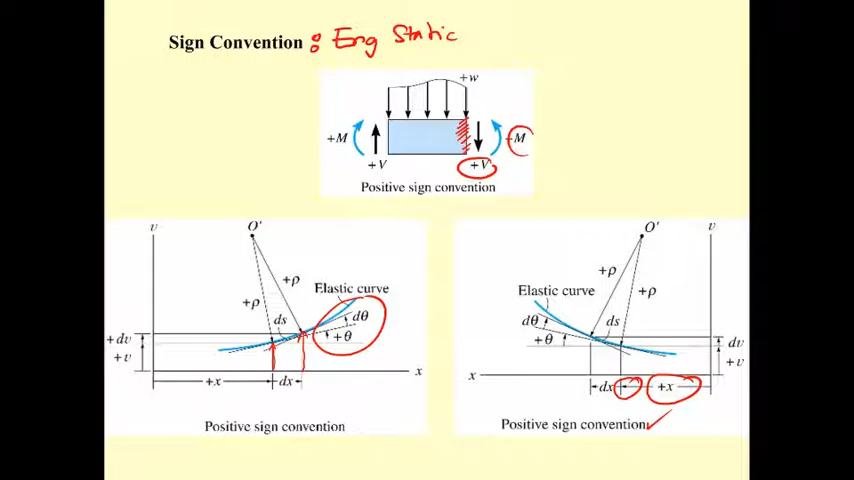 Sign Convention : Eng Static
+w
+M
+M
+V
+V
Positive sign convention
v
O'
+ρ
+ρ
Elastic curve
ds
dθ
+θ
+dv
+v
+x
dx
x
Positive sign convention
v
O'
+ρ
+ρ
Elastic curve
dθ
ds
+θ
dv
+v
x
dx
+x
Positive sign convention